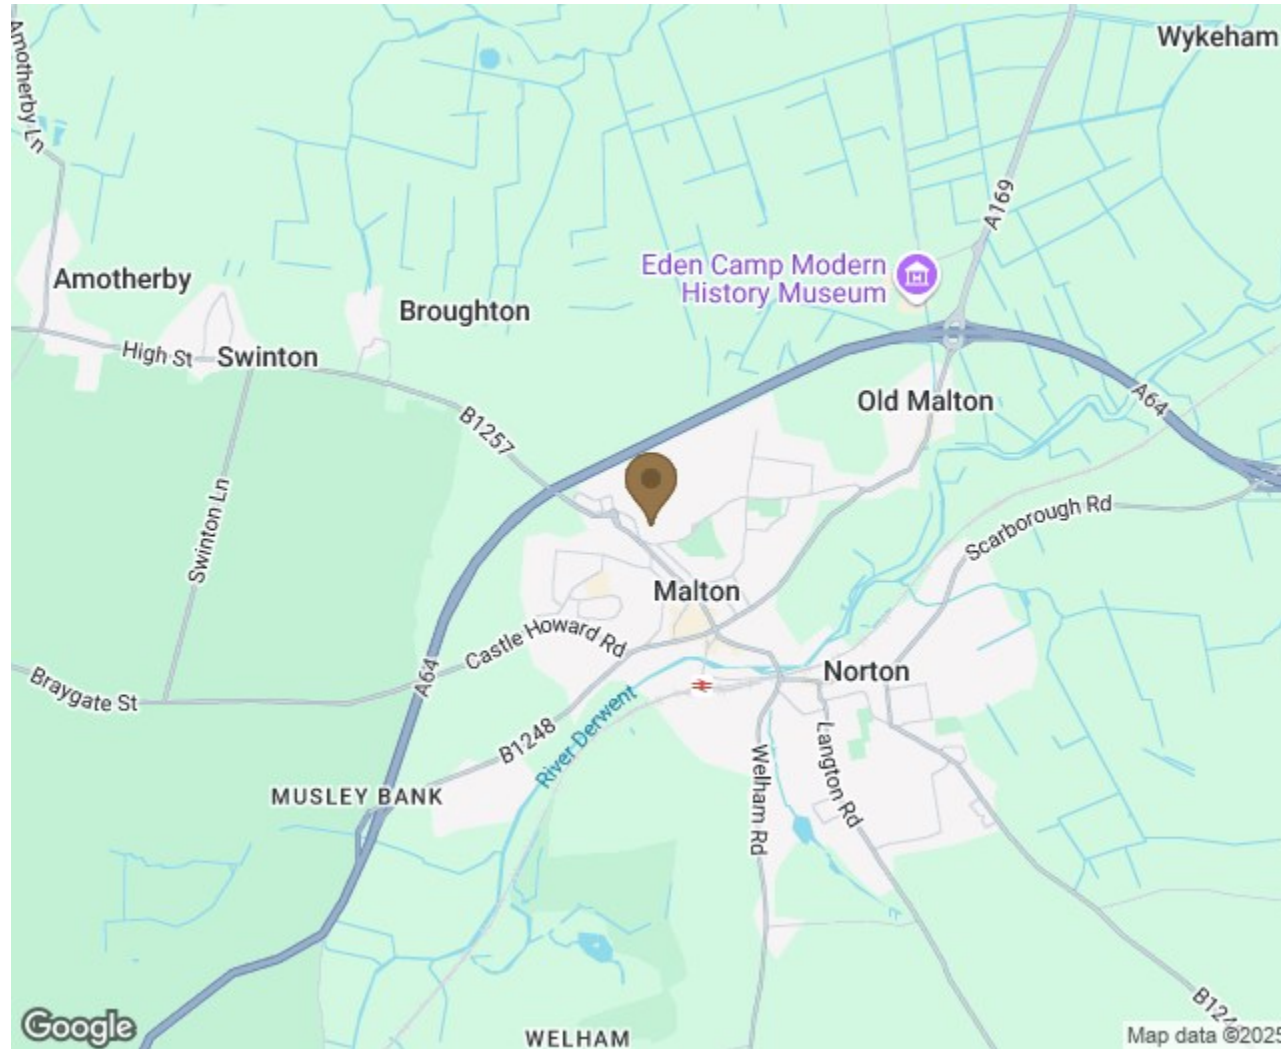 Wykeham
Amotherby Ln
A169
Eden Camp Modern
History Museum
Amotherby
Broughton
High St
Swinton
Old Malton
A64
B1257
Swinton Ln
Scarborough Rd
Malton
Castle Howard Rd
A64
Norton
Braygate St
River Derwent
B1248
Langton Rd
Welham Rd
MUSLEY BANK
Google
WELHAM
Map data ©2025